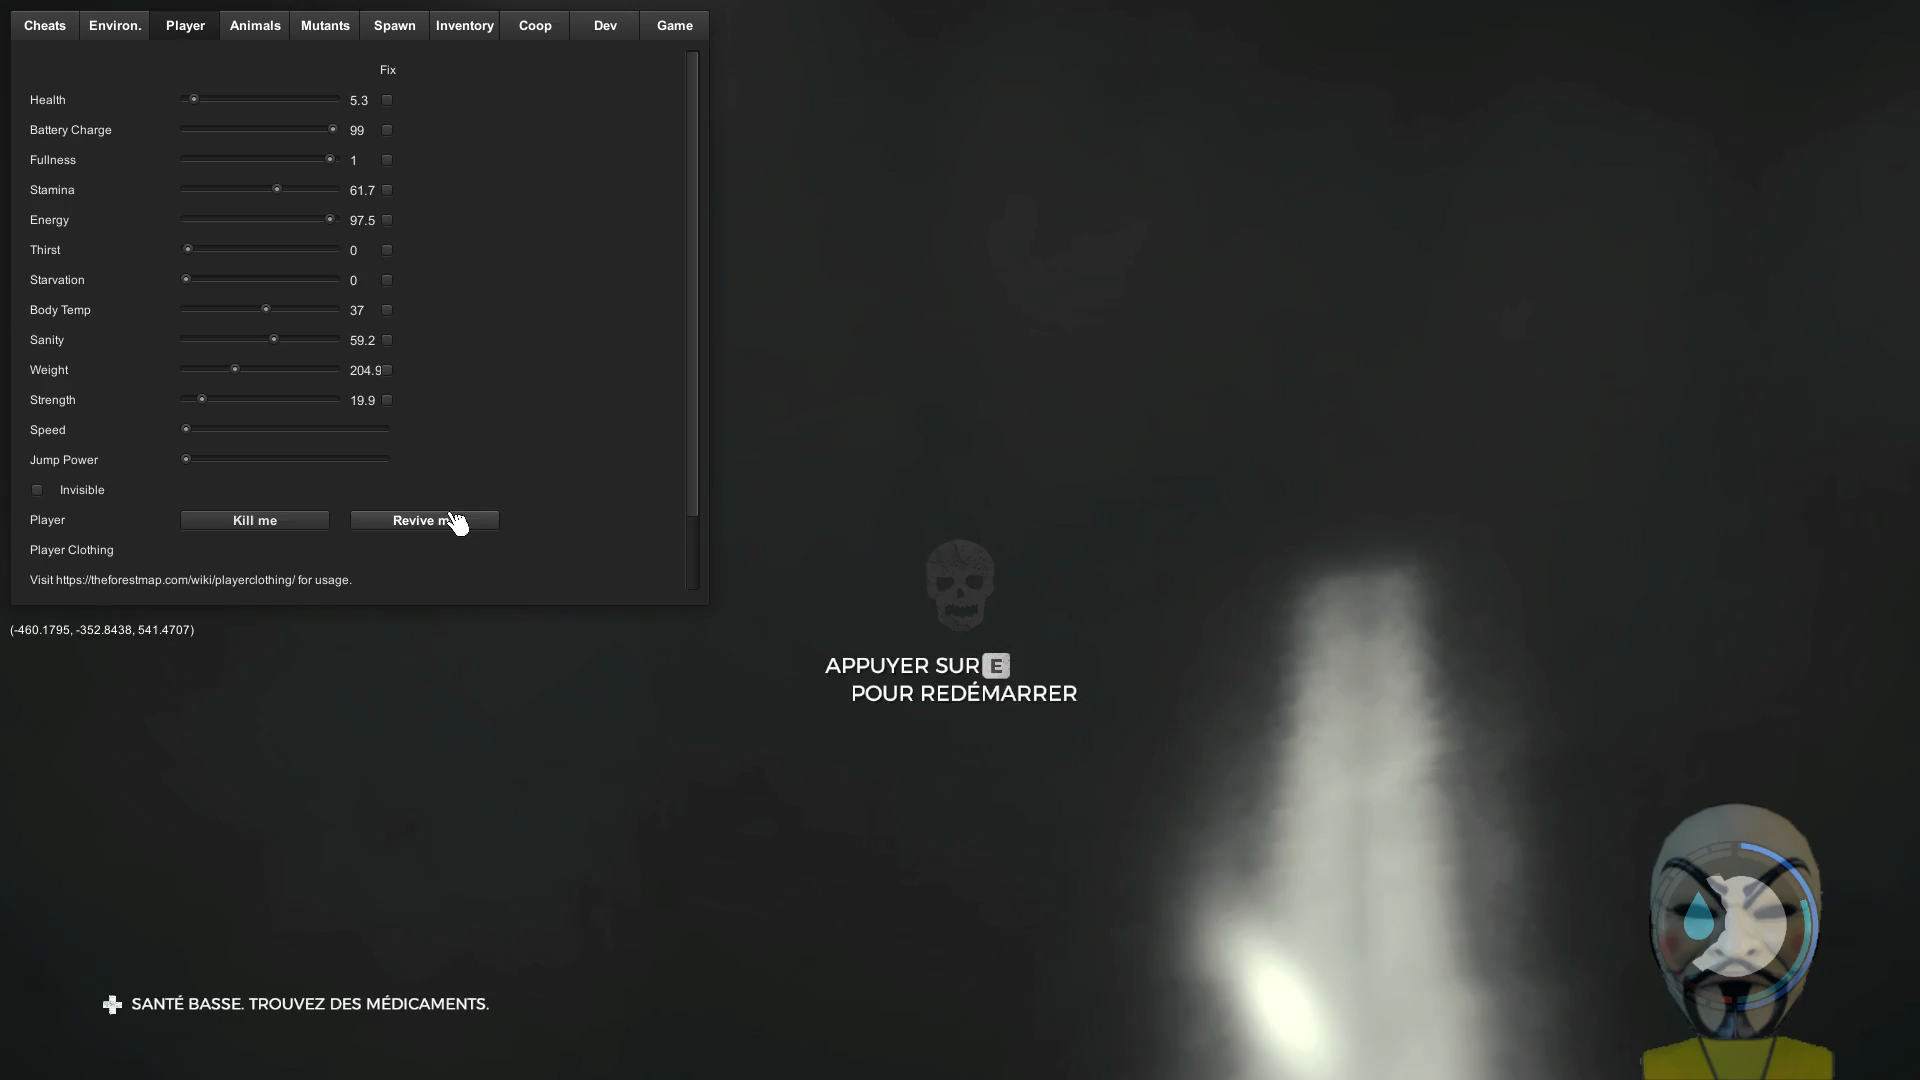 Cheats Environ. Player Animals Mutants Spawn Inventory Coop Dev Game
Fix
Health 5.3
Battery Charge 99
Fullness 1
Stamina 61.7
Energy 97.5
Thirst 0
Starvation 0
Body Temp 37
Sanity 59.2
Weight 204.9
Strength 19.9
Speed
Jump Power
Invisible
Player Kill me Revive
Player Clothing
Visit https://theforestmap.com/wiki/playerclothing/ for usage.
(-460.1795, -352.8438, 541.4707)
APPUYER SUR E
POUR REDÉMARRER
SANTÉ BASSE. TROUVEZ DES MÉDICAMENTS.